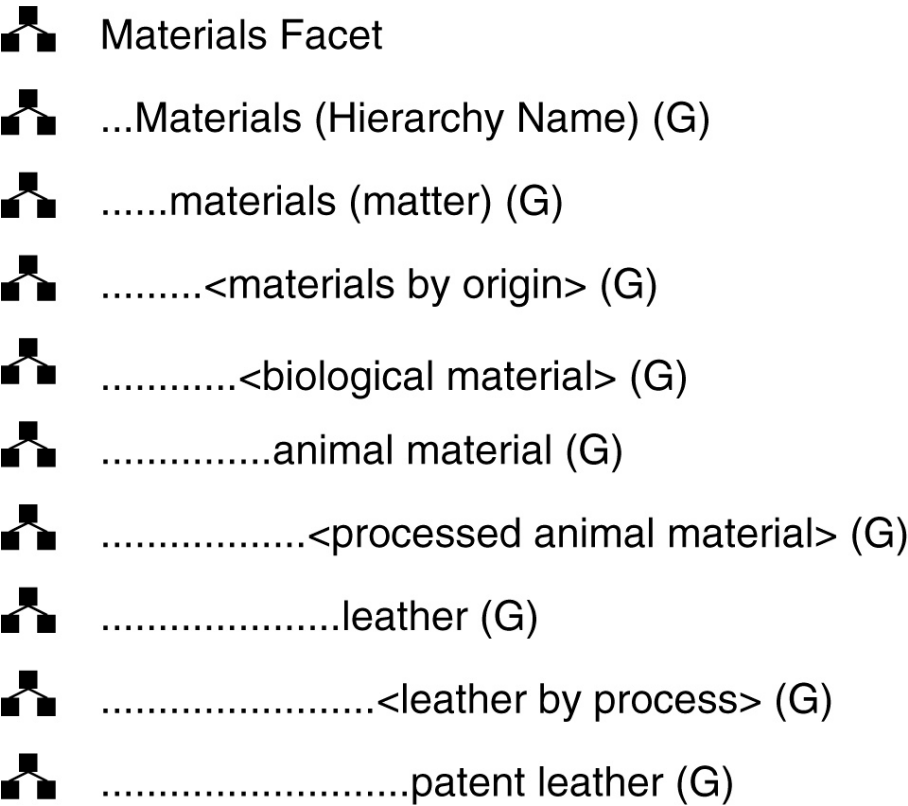 Materials Facet
...Materials (Hierarchy Name) (G)
......materials (matter) (G)
.........<materials by origin> (G)
............<biological material> (G)
...............animal material (G)
..................<processed animal material> (G)
.....................leather (G)
........................<leather by process> (G)
...........................patent leather (G)